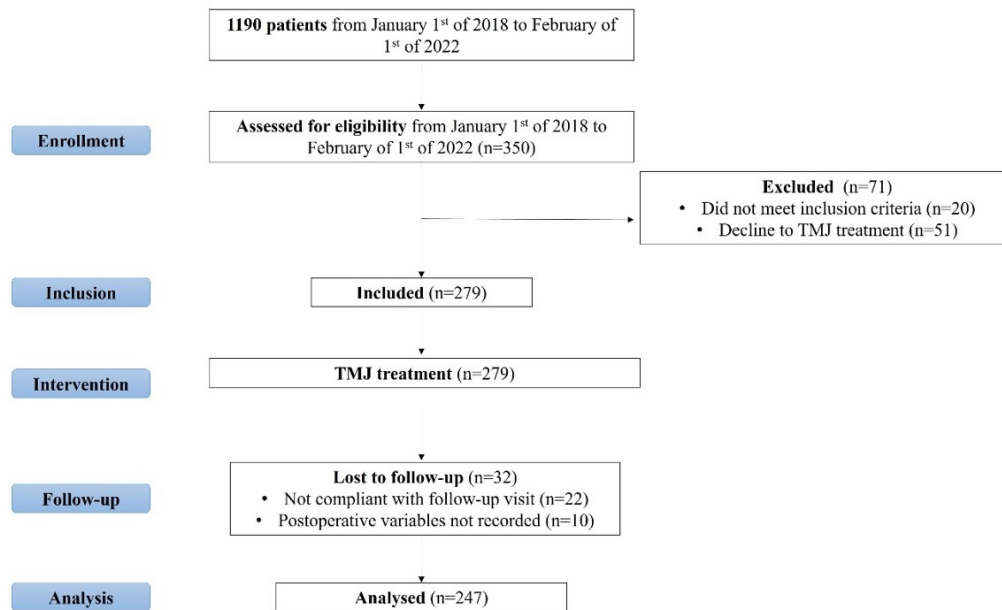 1190 patients from January 1st of 2018 to February of
1st of 2022
Enrollment
Assessed for eligibility from January 1st of 2018 to
February of 1st of 2022 (n=350)
Excluded (n=71)
• Did not meet inclusion criteria (n=20)
• Decline to TMJ treatment (n=51)
Inclusion
Included (n=279)
Intervention
TMJ treatment (n=279)
Follow-up
Lost to follow-up (n=32)
• Not compliant with follow-up visit (n=22)
• Postoperative variables not recorded (n=10)
Analysis
Analysed (n=247)